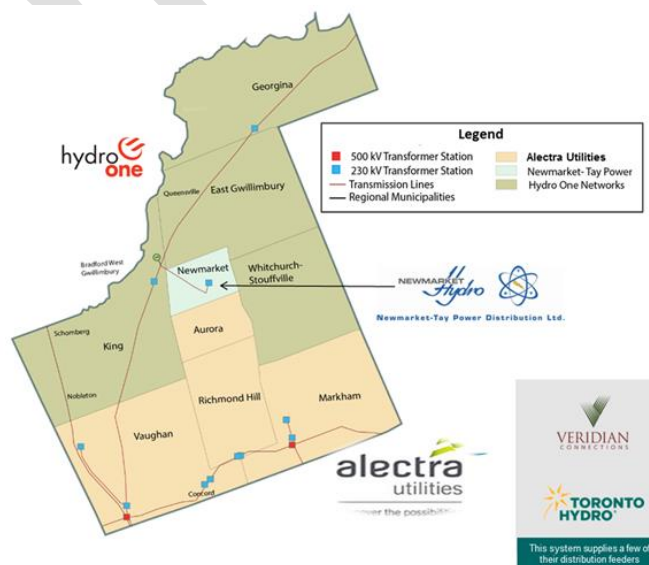 Georgina
hydro
one
Legend
500 kV Transformer Station
230 kV Transformer Station
Transmission Lines
Regional Municipalities
Alectra Utilities
Newmarket- Tay Power
Hydro One Networks
Queensville
East Gwillimbury
Bradford West
Gwillimbury
Newmarket
Whitchurch-
Stouffville
NEWMARKET
Hydro
Newmarket-Tay Power Distribution Ltd.
Schomberg
King
Aurora
Nobleton
Vaughan
Richmond Hill
Markham
Concord
alectra
utilities
over the possibilit
VERIDIAN
CONNECTIONS
TORONTO
HYDRO
This system supplies a few of
their distribution feeders